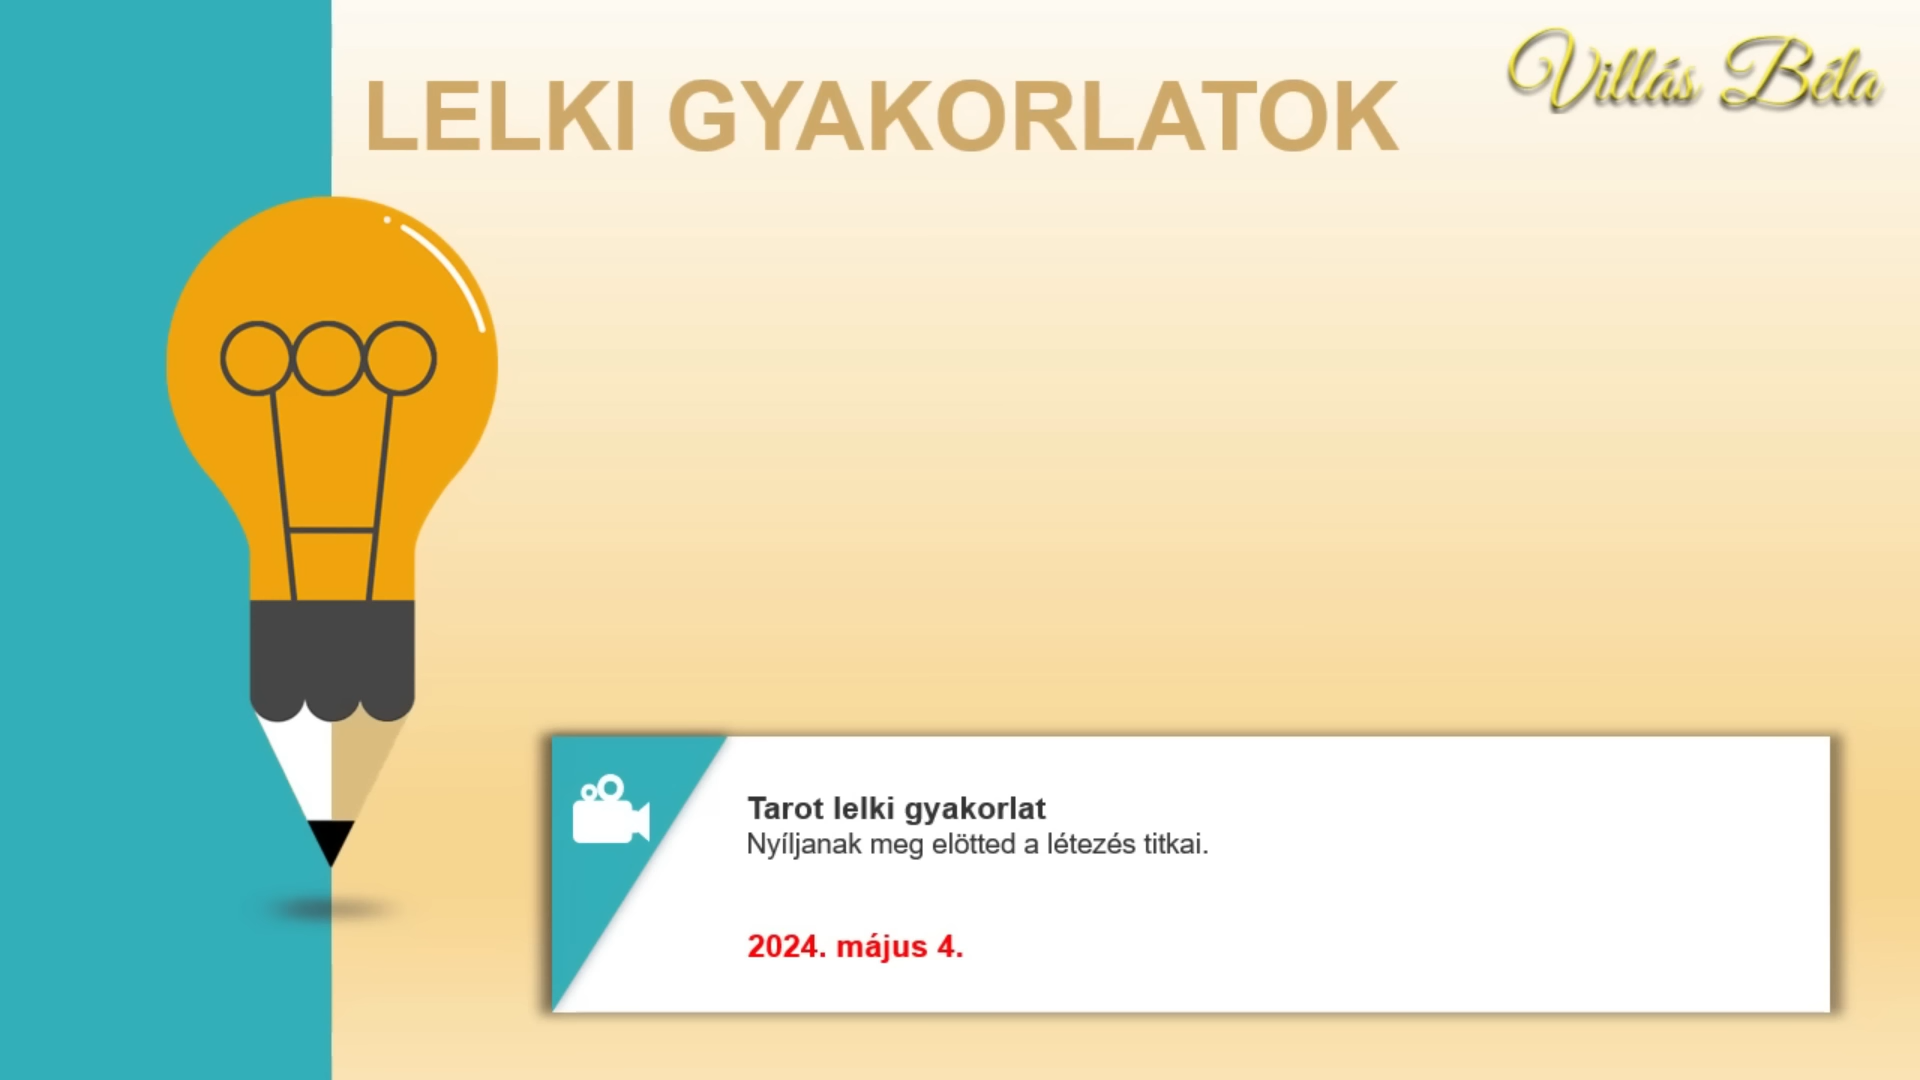 LELKI GYAKORLATOK
Villás Béla
Tarot lelki gyakorlat
Nyíljanak meg elötted a létezés titkai.
2024. május 4.